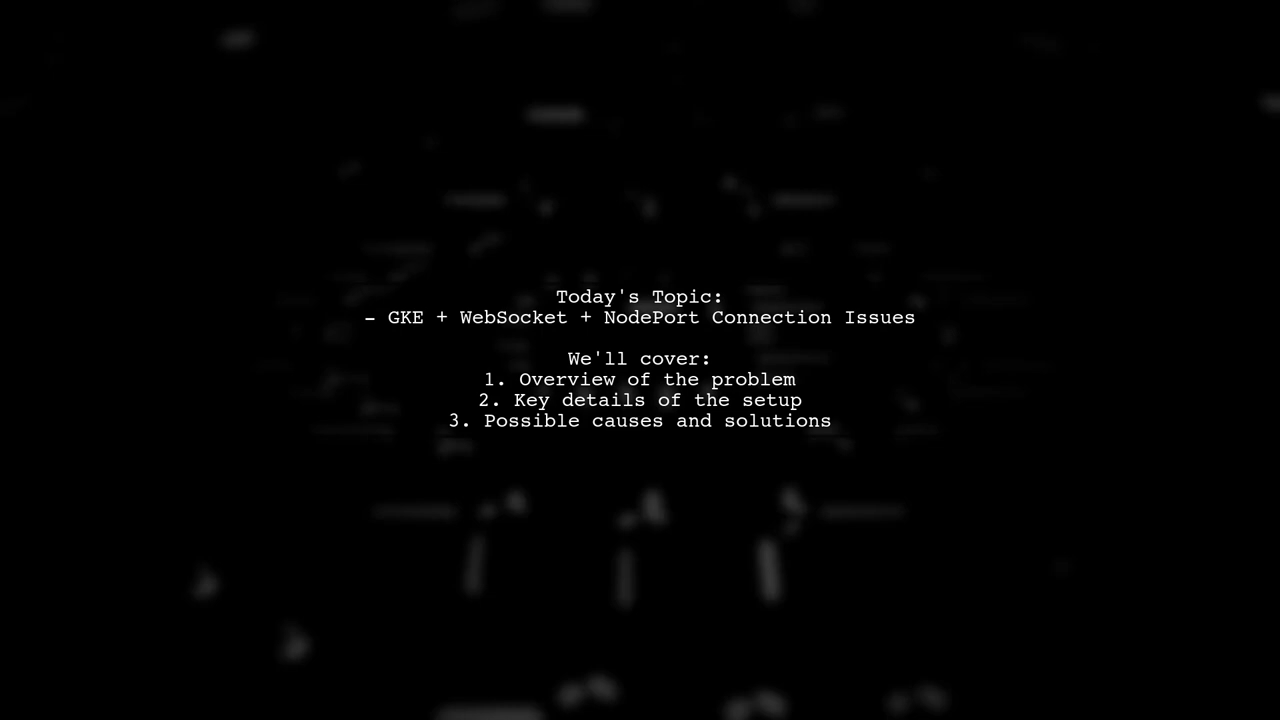 Today's Topic:
– GKE + WebSocket + NodePort Connection Issues
We'll cover:
1. Overview of the problem
2. Key details of the setup
3. Possible causes and solutions